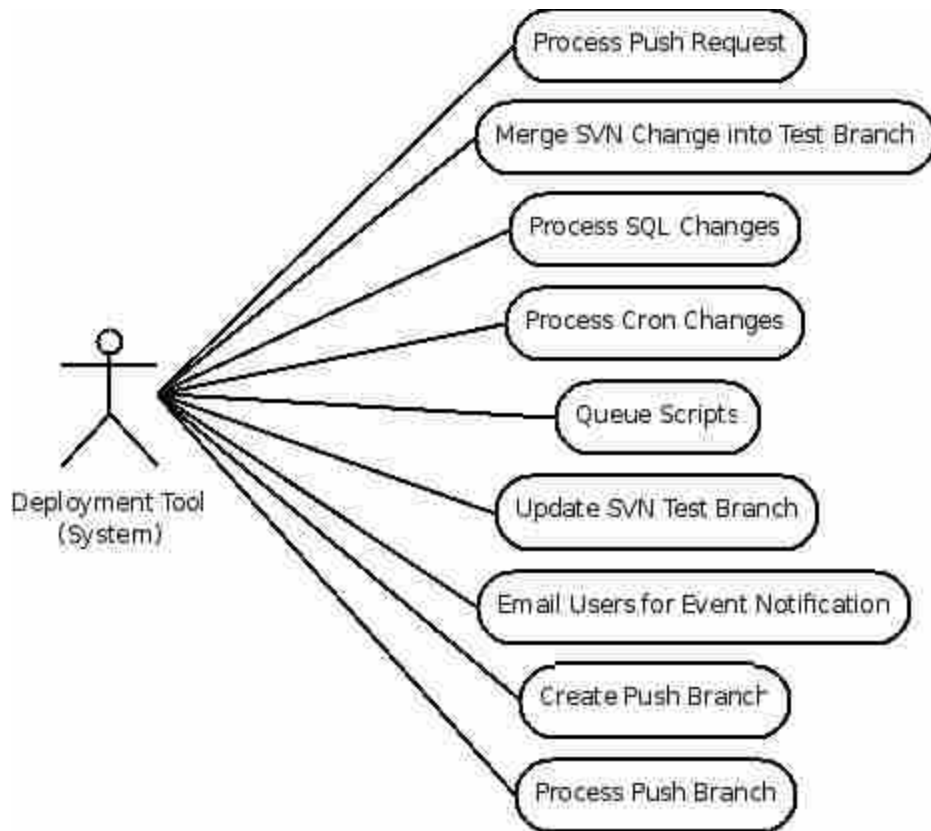 Process Push Request
Merge SVN Change into Test Branch
Process SQL Changes
Process Cron Changes
Queue Scripts
Deployment Tool
(System)
Update SVN Test Branch
Email Users for Event Notification
Create Push Branch
Process Push Branch